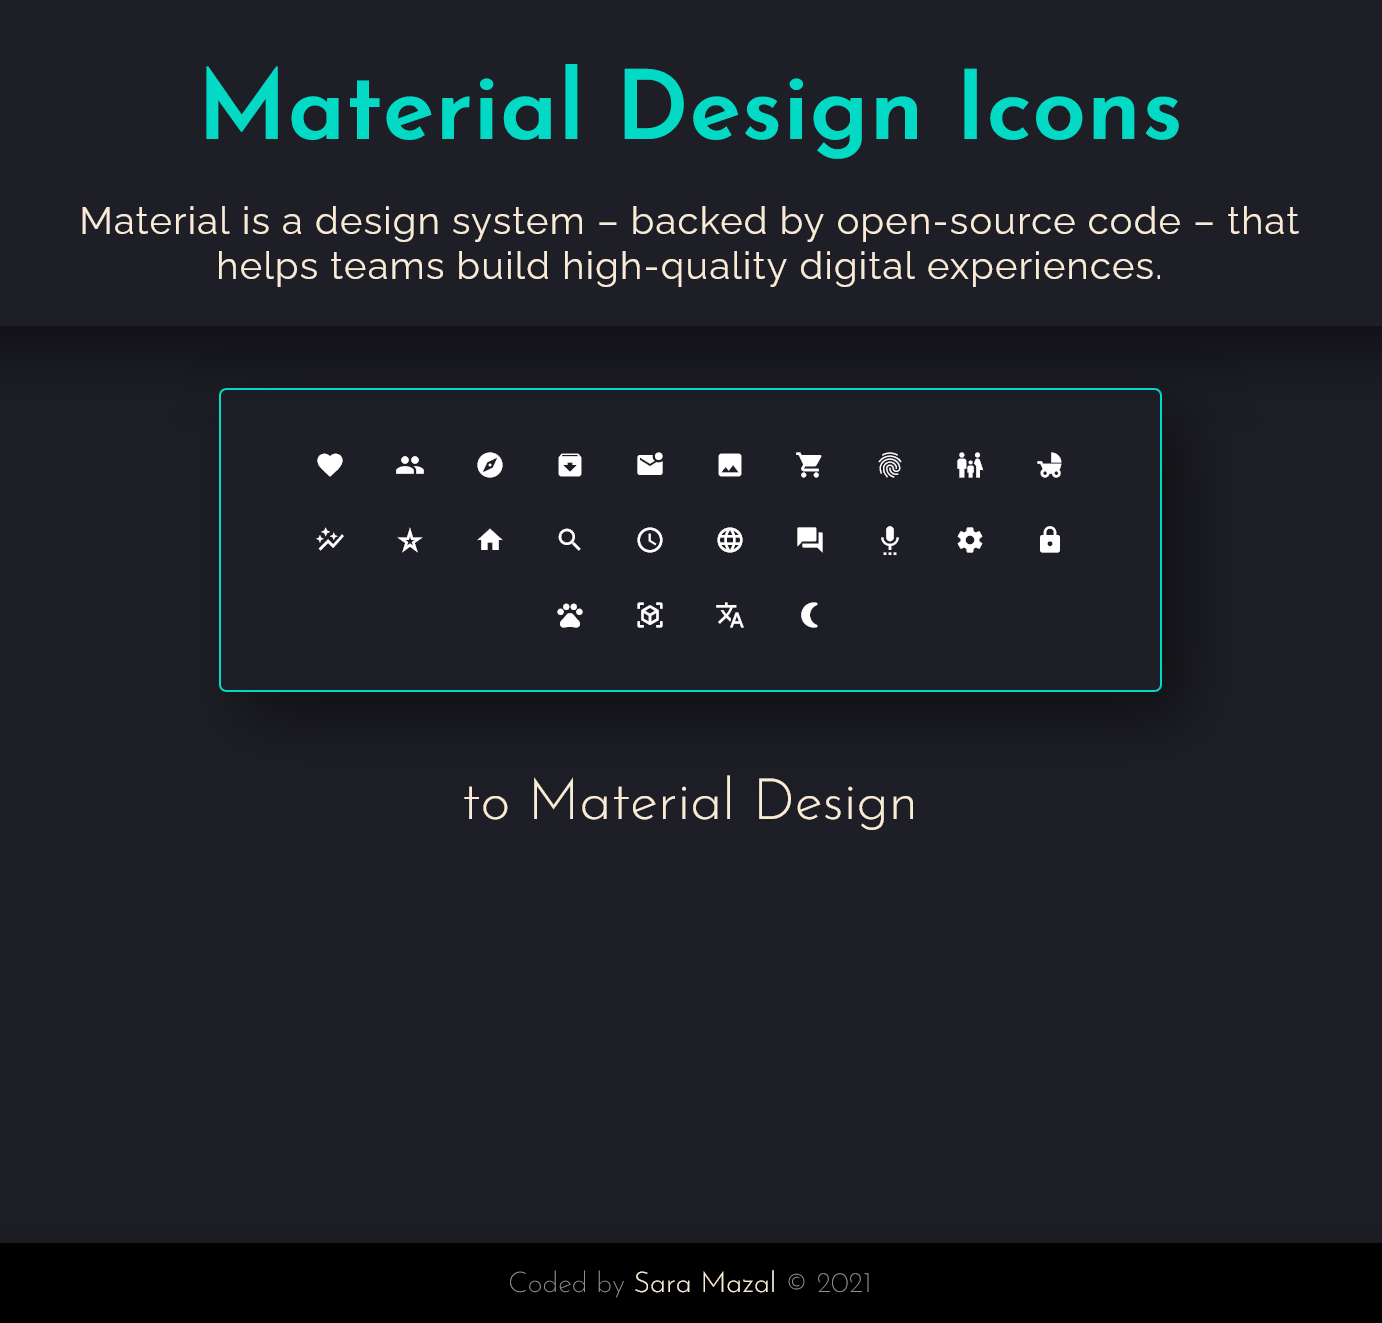 Material Design Icons
Material is a design system – backed by open-source code – that
helps teams build high-quality digital experiences.
to Material Design
Coded by Sara Mazal © 2021